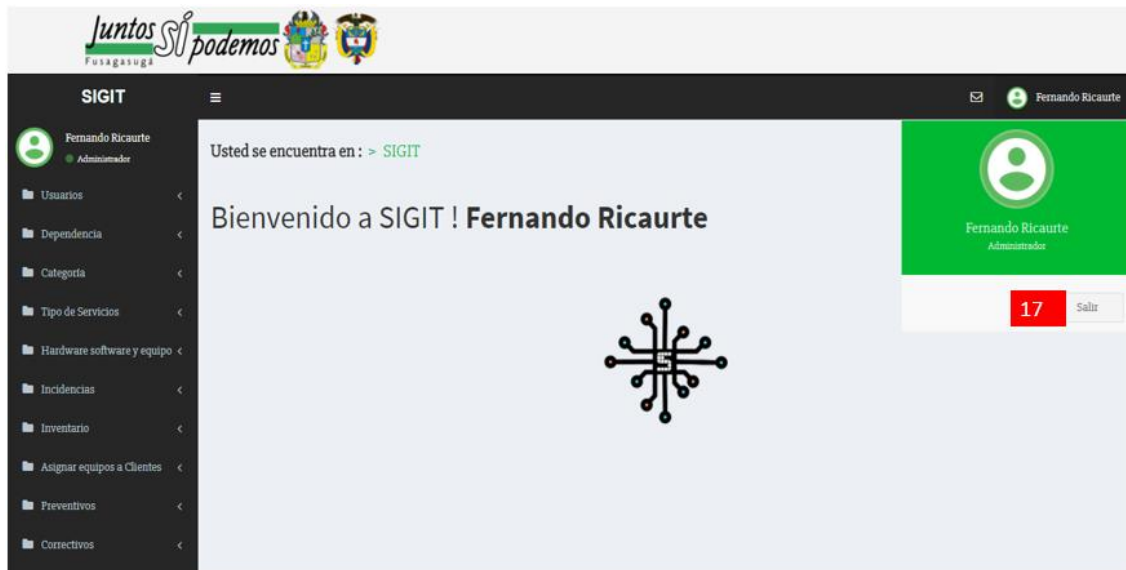 Juntos SÍ podemos
Fusagasugá
SIGIT
Fernando Ricaurte
Fernando Ricaurte
Administrador
Usuarios
Dependencia
Categoría
Tipo de Servicios
Hardware software y equipo
Incidencias
Inventario
Asignar equipos a Clientes
Preventivos
Correctivos
Usted se encuentra en : > SIGIT
Bienvenido a SIGIT ! Fernando Ricaurte
Fernando Ricaurte
Administrador
17 Salir